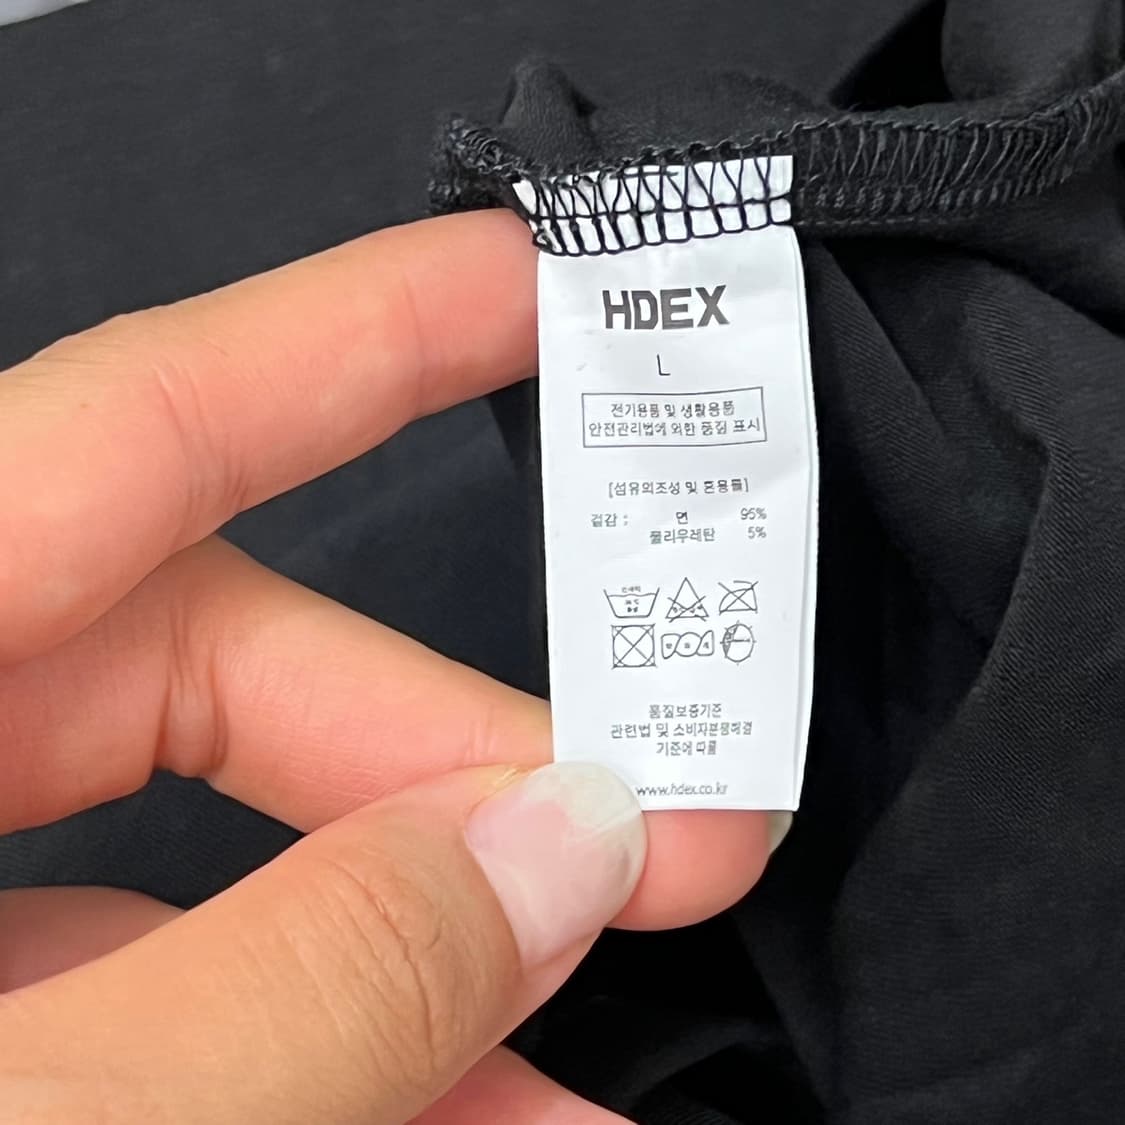 HDEX
L
전기용품 및 생활용품
안전관리법에 의한 품질 표시
[섬유의조성 및 혼용률]
겉감 : 면 95%
폴리우레탄 5%
품질보증기준
관련법 및 소비자분쟁해결
기준에 따름
www.hdex.co.kr